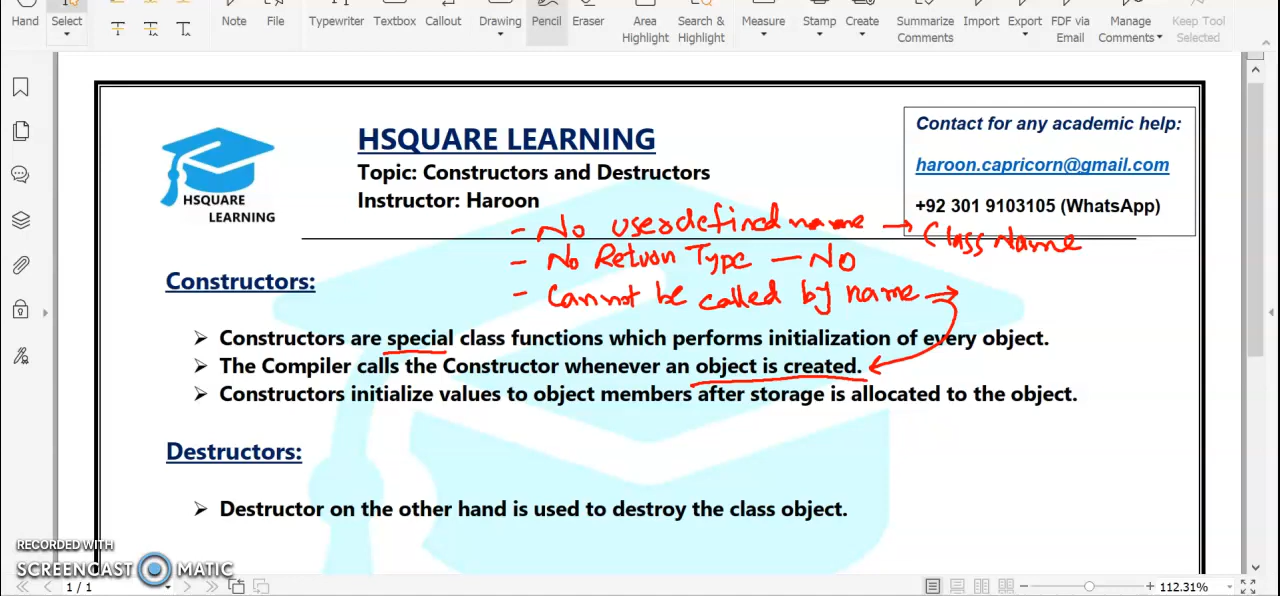 Hand Select Note File Typewriter Textbox Callout Drawing Pencil Eraser Area Highlight Search & Highlight Measure Stamp Create Summarize Comments Import Export FDF via Email Manage Comments Keep Tool Selected
HSQUARE LEARNING
Topic: Constructors and Destructors
Instructor: Haroon
HSQUARE
LEARNING
Contact for any academic help:
haroon.capricorn@gmail.com
+92 301 9103105 (WhatsApp)
- No userdefined name → Class Name
- No Return Type - No
- Cannot be called by name →
Constructors:
➢ Constructors are special class functions which performs initialization of every object.
➢ The Compiler calls the Constructor whenever an object is created.
➢ Constructors initialize values to object members after storage is allocated to the object.
Destructors:
➢ Destructor on the other hand is used to destroy the class object.
RECORDED WITH
SCREENCAST MATIC
1 / 1
112.31%